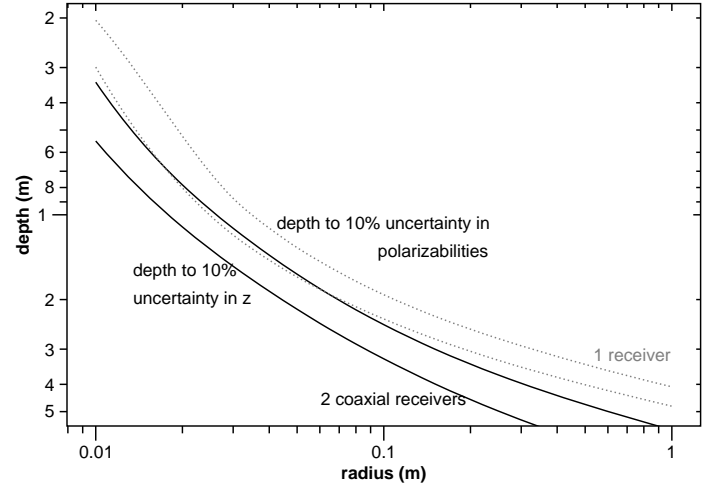 2
3
4
6
8
1
2
3
4
5
depth (m)
depth to 10% uncertainty in
polarizabilities
depth to 10%
uncertainty in z
1 receiver
2 coaxial receivers
0.01
0.1
1
radius (m)